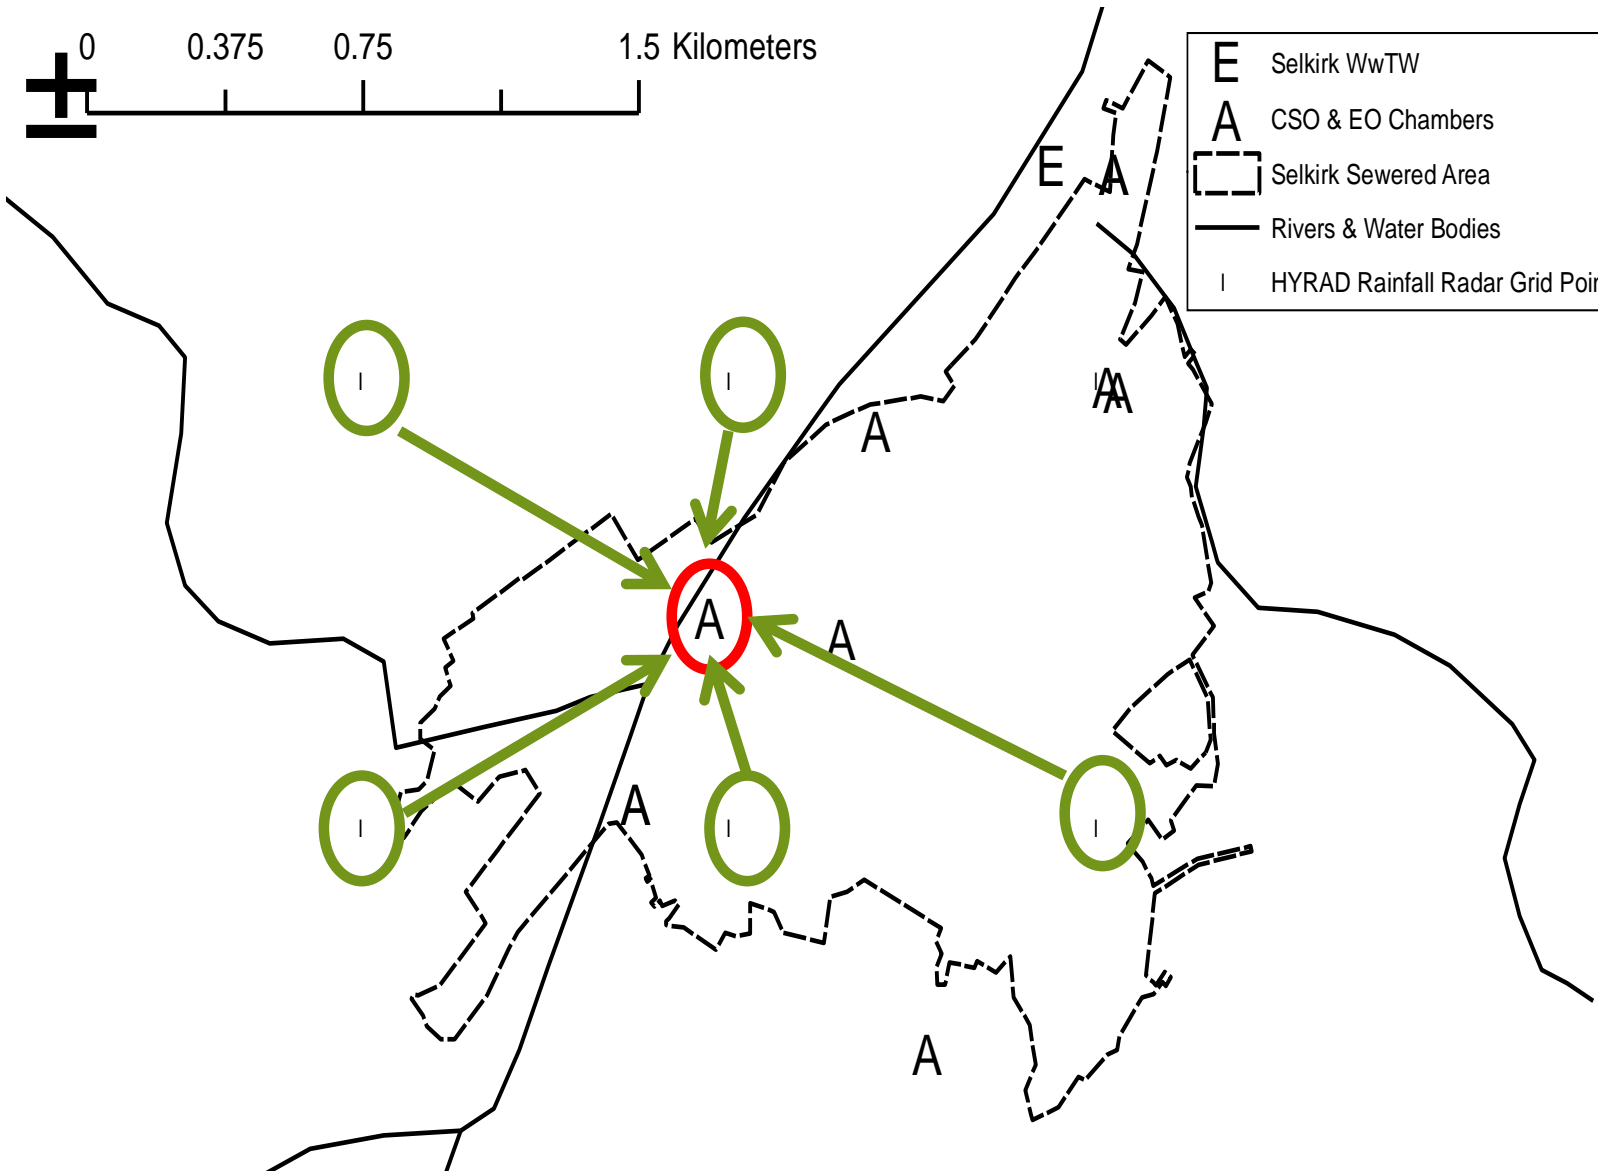 0 0.375 0.75 1.5 Kilometers
±
E Selkirk WwTW
A CSO & EO Chambers
Selkirk Sewered Area
Rivers & Water Bodies
I HYRAD Rainfall Radar Grid Poin
E A
I I I A A
A
A A
A
I I I
A